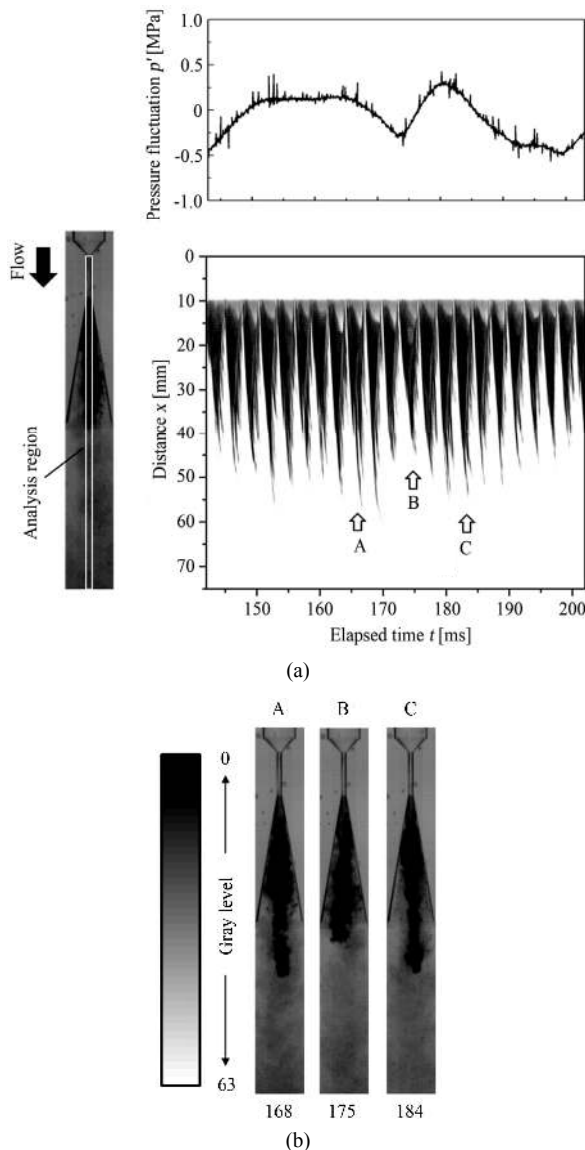 Pressure fluctuation p' [MPa]
1.0
0.5
0
-0.5
-1.0
Flow
Analysis region
Distance x [mm]
0
10
20
30
40
50
60
70
A
B
C
150 160 170 180 190 200
Elapsed time t [ms]
(a)
A B C
0
Gray level
63
168 175 184
(b)